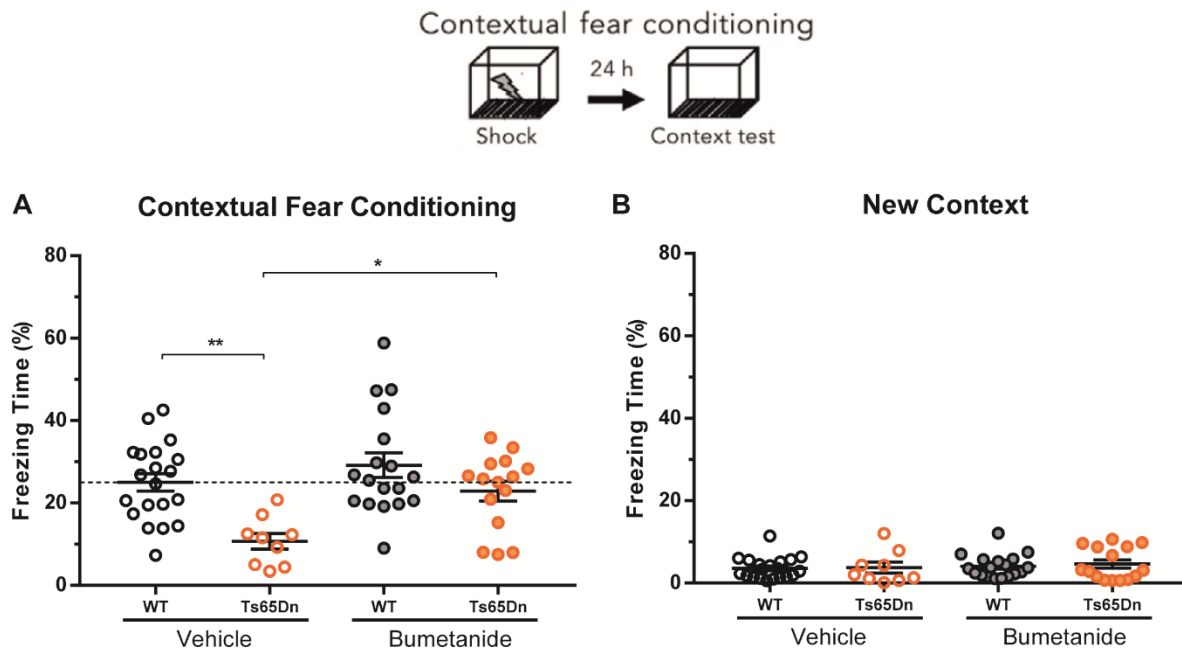 Contextual fear conditioning
24 h
Shock
Context test
A
Contextual Fear Conditioning
Freezing Time (%)
80
60
40
20
0
*
**
WT
Ts65Dn
WT
Ts65Dn
Vehicle
Bumetanide
B
New Context
Freezing Time (%)
80
60
40
20
0
WT
Ts65Dn
WT
Ts65Dn
Vehicle
Bumetanide